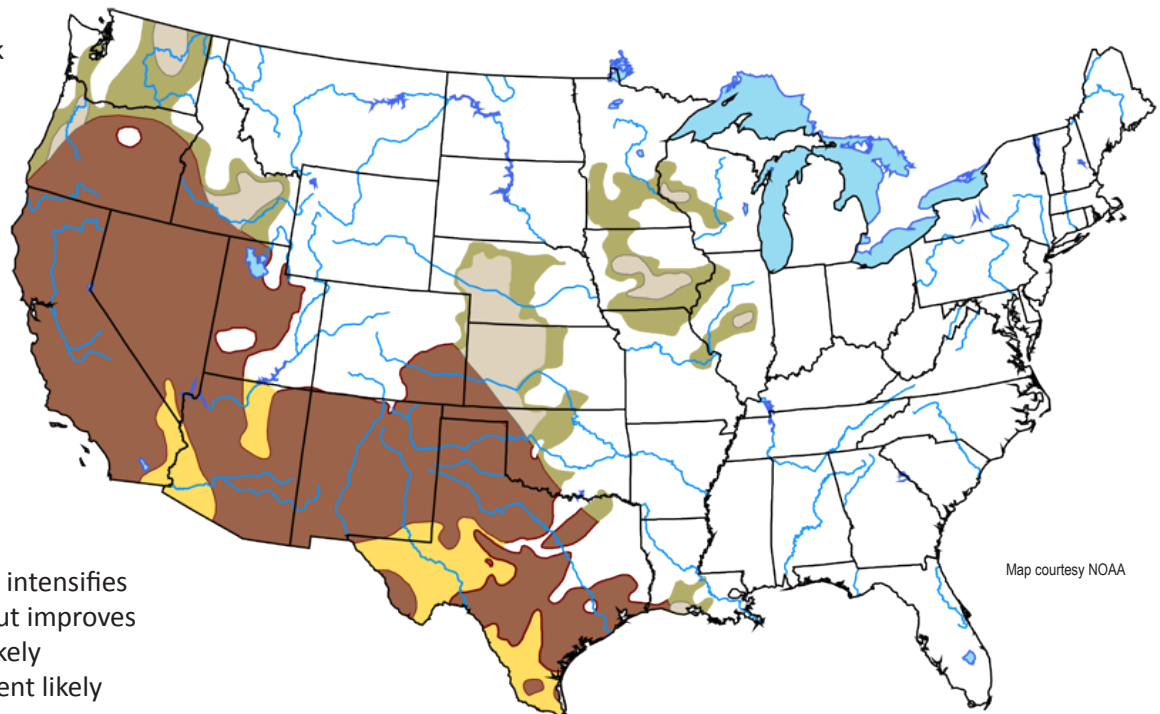 intensifies
ut improves
kely
ent likely
Map courtesy NOAA